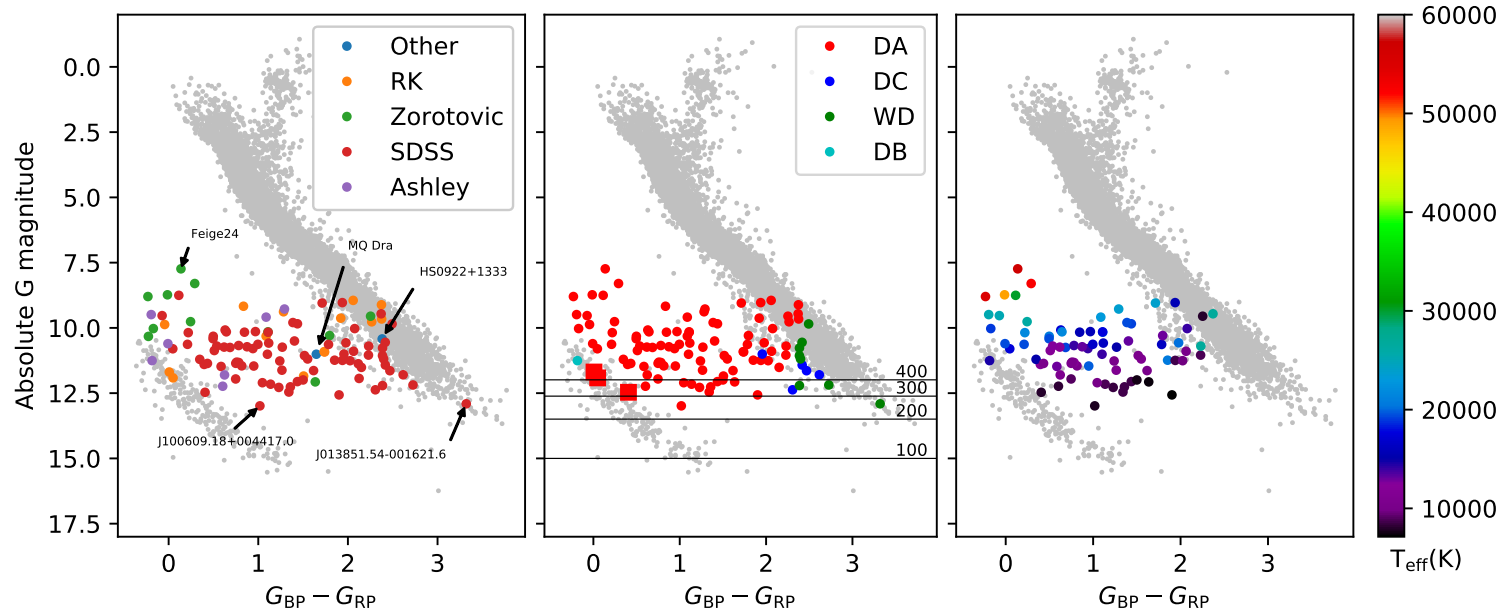 Absolute G magnitude
0.0
2.5
5.0
7.5
10.0
12.5
15.0
17.5
Other
RK
Zorotovic
SDSS
Ashley
Feige24
MQ Dra
HS0922+1333
J100609.18+004417.0
J013851.54-001621.6
0 1 2 3
G_BP − G_RP
DA
DC
WD
DB
400
300
200
100
0 1 2 3
G_BP − G_RP
0 1 2 3
G_BP − G_RP
60000
50000
40000
30000
20000
10000
T_eff(K)